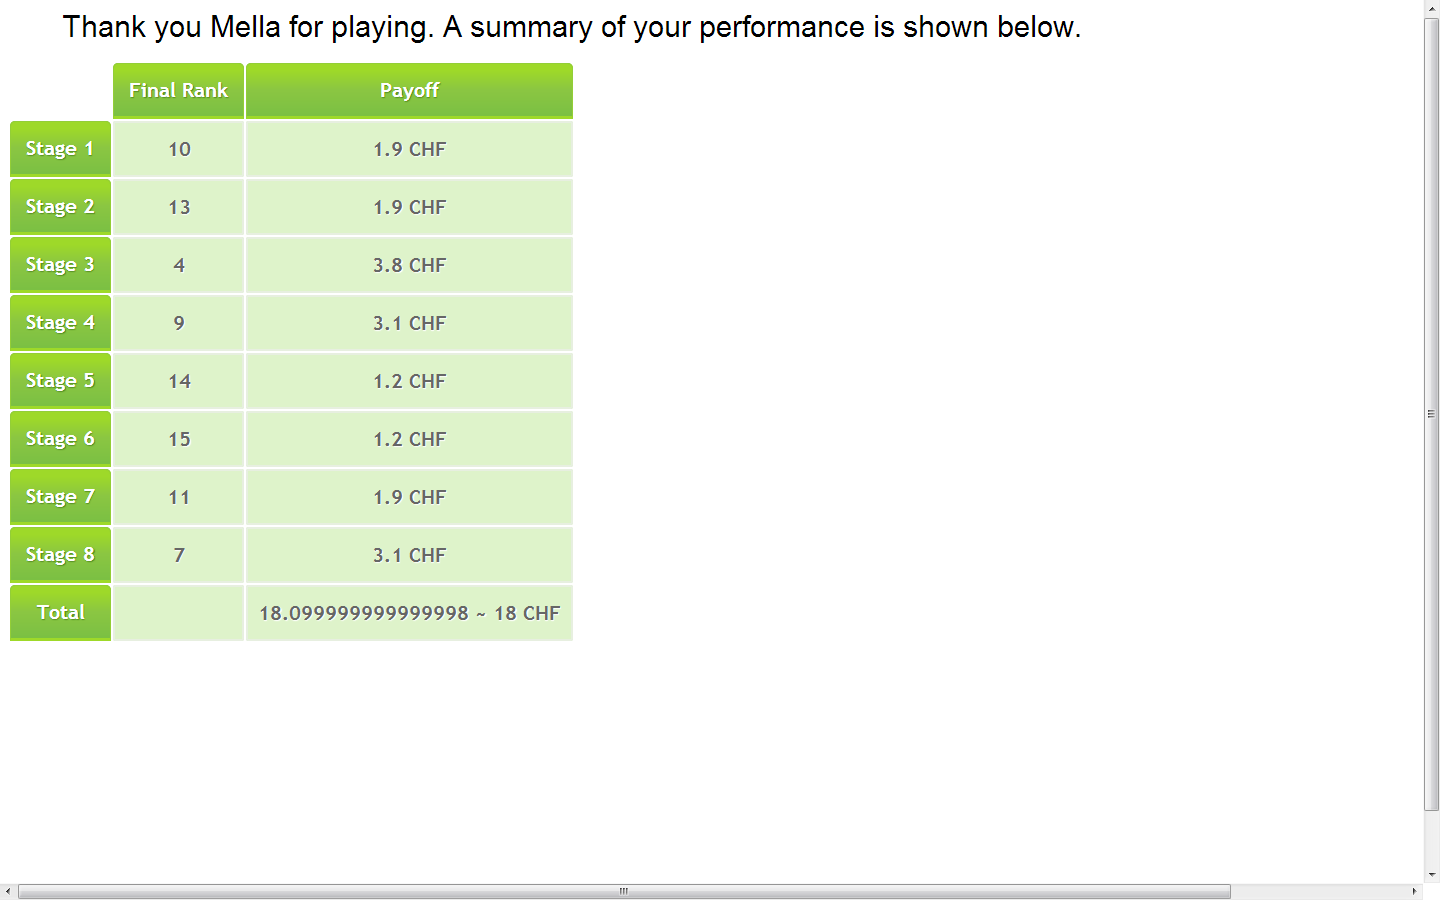 Thank you Mella for playing. A summary of your performance is shown below.
Final Rank Payoff
Stage 1 10 1.9 CHF
Stage 2 13 1.9 CHF
Stage 3 4 3.8 CHF
Stage 4 9 3.1 CHF
Stage 5 14 1.2 CHF
Stage 6 15 1.2 CHF
Stage 7 11 1.9 CHF
Stage 8 7 3.1 CHF
Total 18.099999999999998 ~ 18 CHF